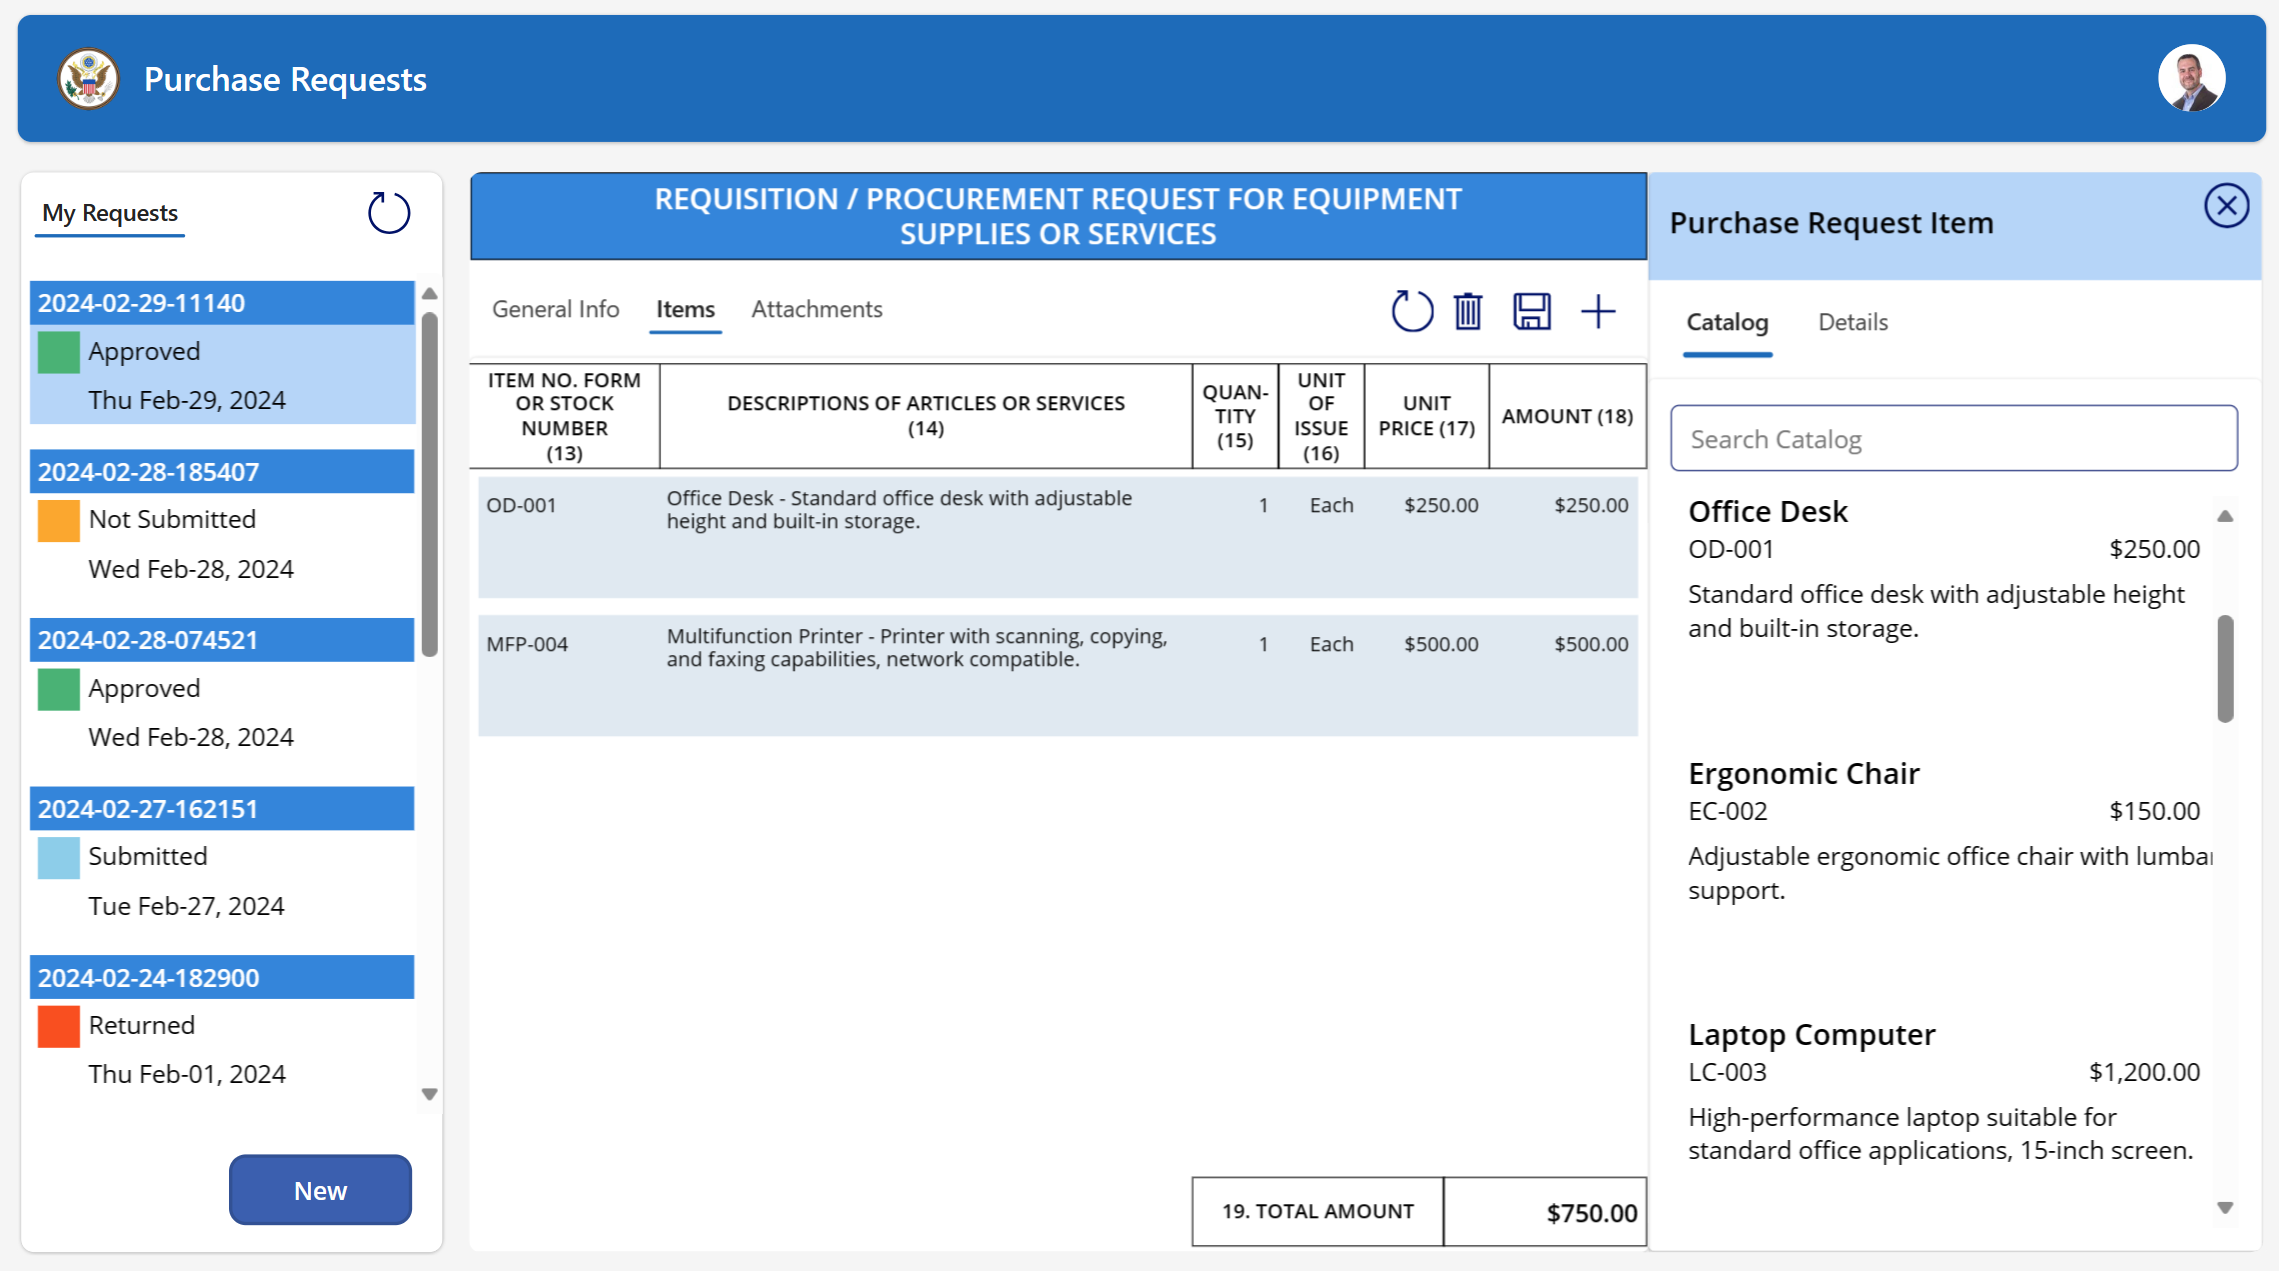 Purchase Requests
My Requests
2024-02-29-11140
Approved
Thu Feb-29, 2024
2024-02-28-185407
Not Submitted
Wed Feb-28, 2024
2024-02-28-074521
Approved
Wed Feb-28, 2024
2024-02-27-162151
Submitted
Tue Feb-27, 2024
2024-02-24-182900
Returned
Thu Feb-01, 2024
New
REQUISITION / PROCUREMENT REQUEST FOR EQUIPMENT
SUPPLIES OR SERVICES
General Info Items Attachments
ITEM NO. FORM
OR STOCK
NUMBER
(13)
DESCRIPTIONS OF ARTICLES OR SERVICES
(14)
QUAN-
TITY
(15)
UNIT
OF
ISSUE
(16)
UNIT
PRICE (17)
AMOUNT (18)
OD-001
Office Desk - Standard office desk with adjustable
height and built-in storage.
1 Each $250.00 $250.00
MFP-004
Multifunction Printer - Printer with scanning, copying,
and faxing capabilities, network compatible.
1 Each $500.00 $500.00
19. TOTAL AMOUNT $750.00
Purchase Request Item
Catalog Details
Search Catalog
Office Desk
OD-001 $250.00
Standard office desk with adjustable height
and built-in storage.
Ergonomic Chair
EC-002 $150.00
Adjustable ergonomic office chair with lumbar
support.
Laptop Computer
LC-003 $1,200.00
High-performance laptop suitable for
standard office applications, 15-inch screen.